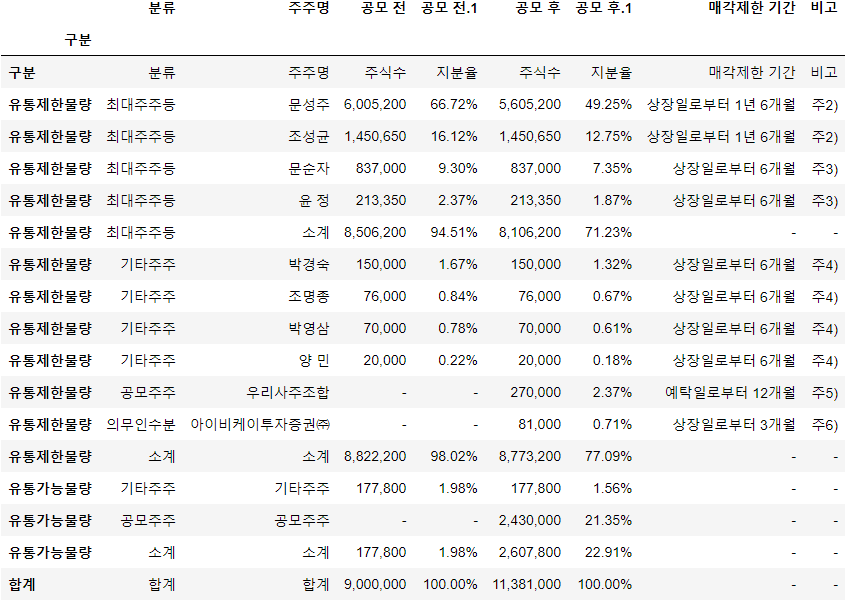 분류 주주명 공모 전 공모 전.1 공모 후 공모 후.1 매각제한 기간 비고
구분
구분 분류 주주명 주식수 지분율 주식수 지분율 매각제한 기간 비고
유통제한물량 최대주주등 문성주 6,005,200 66.72% 5,605,200 49.25% 상장일로부터 1년 6개월 주2)
유통제한물량 최대주주등 조성균 1,450,650 16.12% 1,450,650 12.75% 상장일로부터 1년 6개월 주2)
유통제한물량 최대주주등 문순자 837,000 9.30% 837,000 7.35% 상장일로부터 6개월 주3)
유통제한물량 최대주주등 윤 정 213,350 2.37% 213,350 1.87% 상장일로부터 6개월 주3)
유통제한물량 최대주주등 소계 8,506,200 94.51% 8,106,200 71.23% - -
유통제한물량 기타주주 박경숙 150,000 1.67% 150,000 1.32% 상장일로부터 6개월 주4)
유통제한물량 기타주주 조명종 76,000 0.84% 76,000 0.67% 상장일로부터 6개월 주4)
유통제한물량 기타주주 박영삼 70,000 0.78% 70,000 0.61% 상장일로부터 6개월 주4)
유통제한물량 기타주주 양 민 20,000 0.22% 20,000 0.18% 상장일로부터 6개월 주4)
유통제한물량 공모주주 우리사주조합 - - 270,000 2.37% 예탁일로부터 12개월 주5)
유통제한물량 의무인수분 아이비케이투자증권㈜ - - 81,000 0.71% 상장일로부터 3개월 주6)
유통제한물량 소계 소계 8,822,200 98.02% 8,773,200 77.09% - -
유통가능물량 기타주주 기타주주 177,800 1.98% 177,800 1.56% - -
유통가능물량 공모주주 공모주주 - - 2,430,000 21.35% - -
유통가능물량 소계 소계 177,800 1.98% 2,607,800 22.91% - -
합계 합계 합계 9,000,000 100.00% 11,381,000 100.00% - -